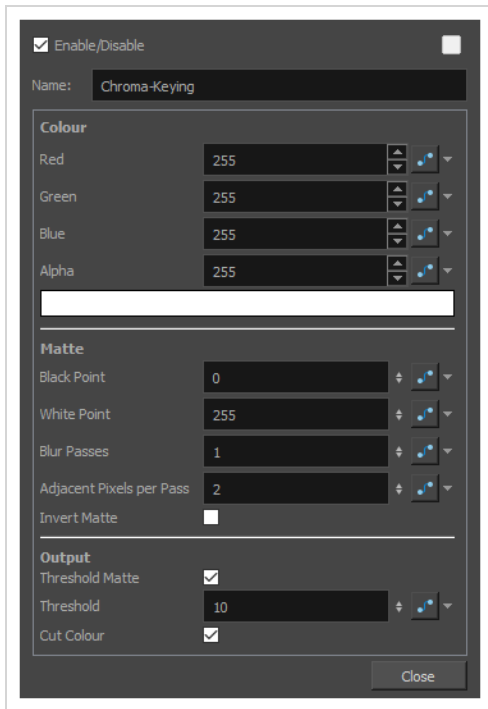 Enable/Disable
Name: Chroma-Keying
Colour
Red 255
Green 255
Blue 255
Alpha 255
Matte
Black Point 0
White Point 255
Blur Passes 1
Adjacent Pixels per Pass 2
Invert Matte
Output
Threshold Matte
Threshold 10
Cut Colour
Close